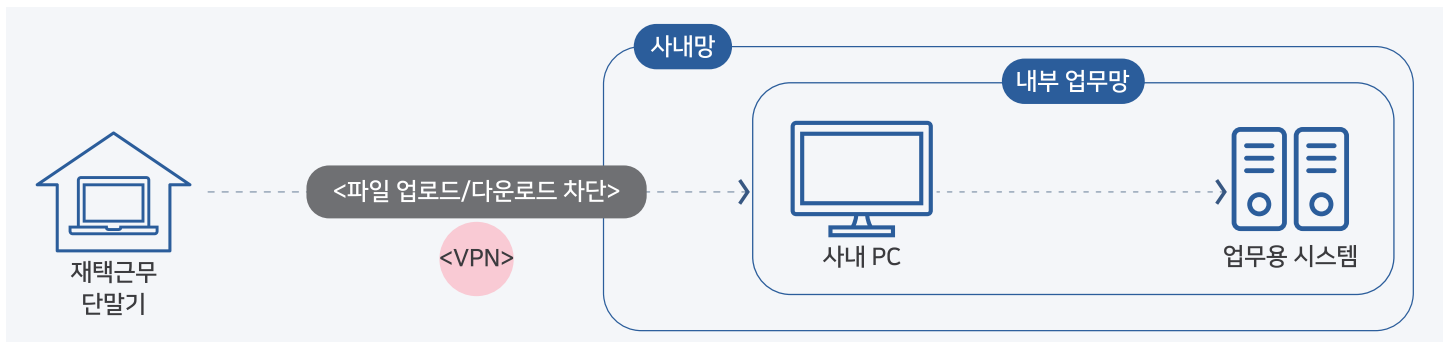 사내망
내부 업무망
<파일 업로드/다운로드 차단>
<VPN>
재택근무
단말기
사내 PC
업무용 시스템